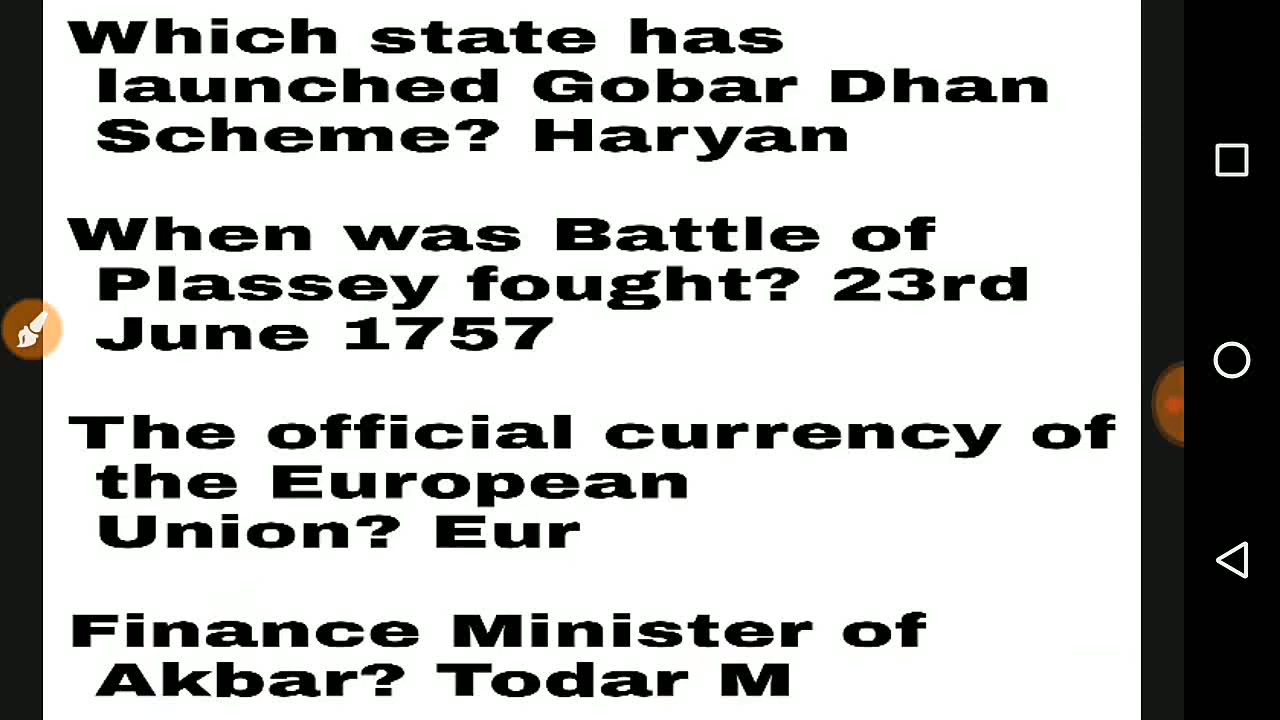 Which state has
launched Gobar Dhan
Scheme? Haryan
When was Battle of
Plassey fought? 23rd
June 1757
The official currency of
the European
Union? Eur
Finance Minister of
Akbar? Todar M